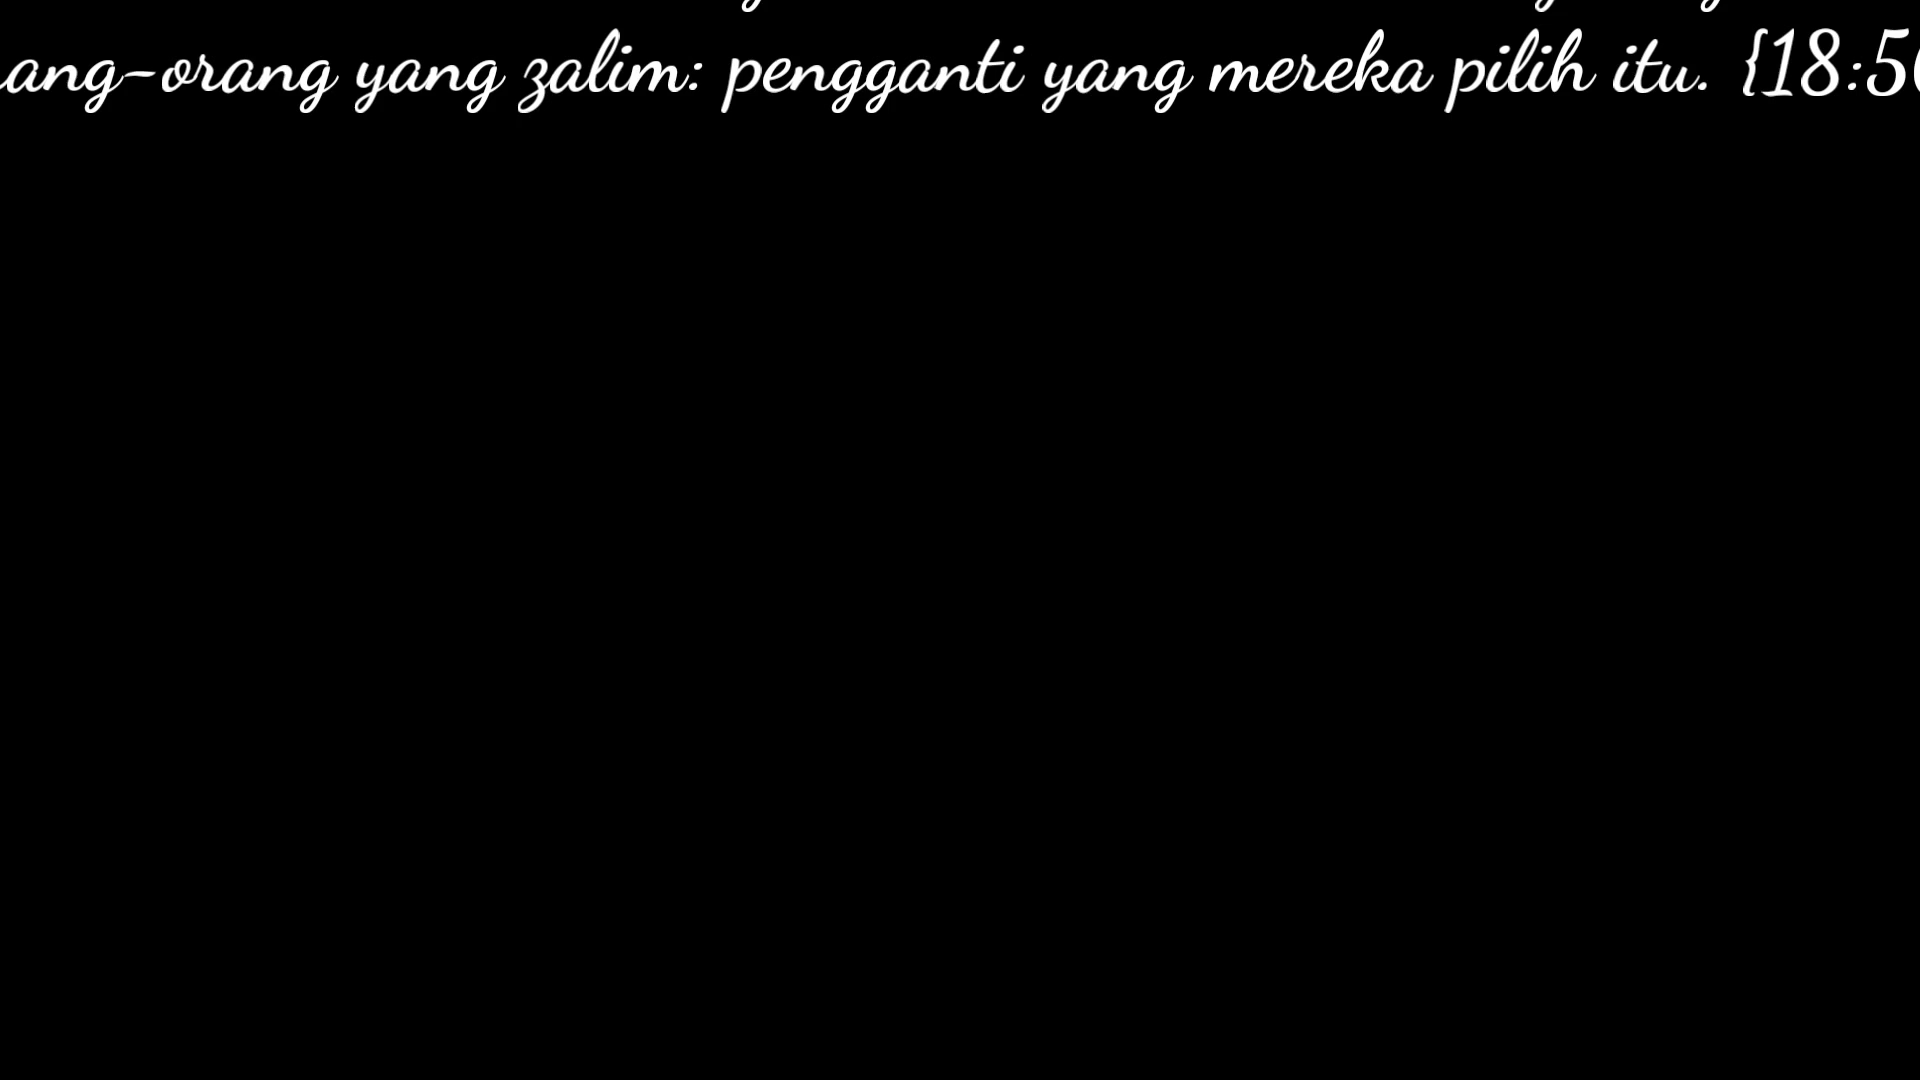 ang-orang yang zalim: pengganti yang mereka pilih itu. {18:5